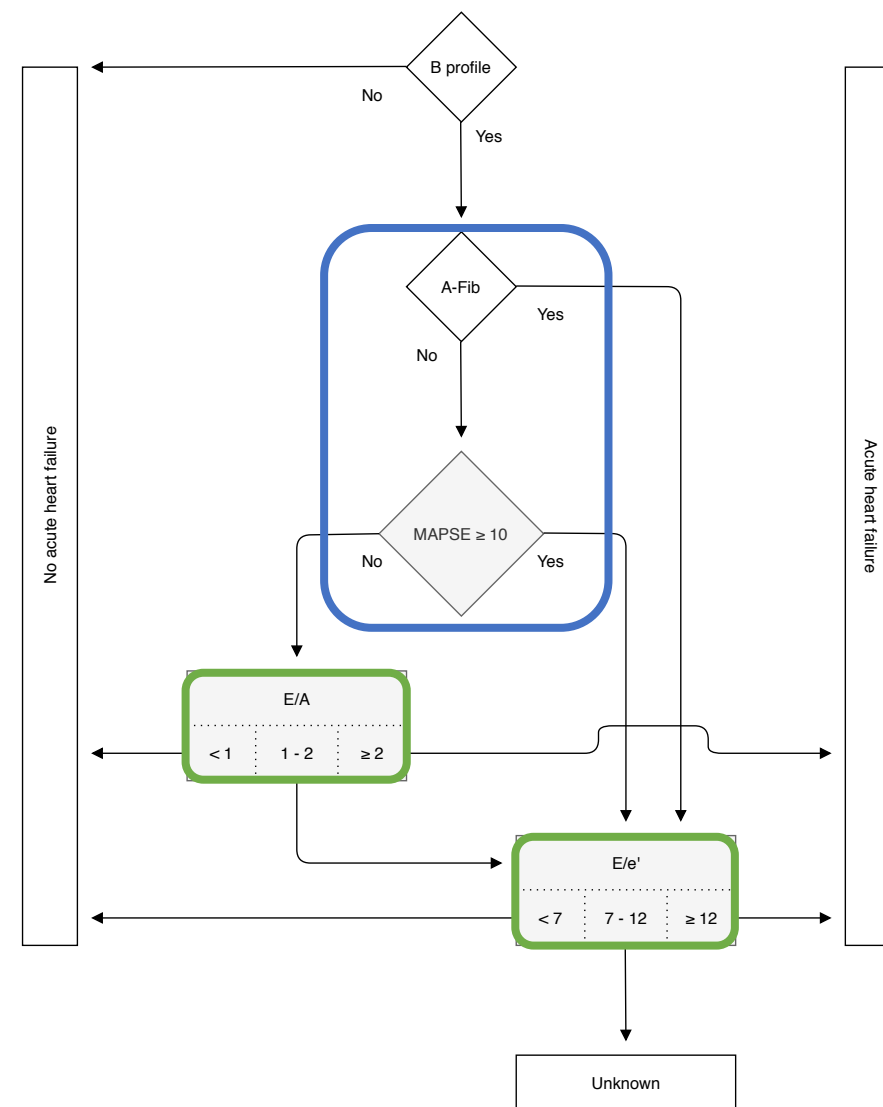 B profile
No
Yes
A-Fib
Yes
No
MAPSE ≥ 10
No
Yes
No acute heart failure
Acute heart failure
E/A
< 1
1 - 2
≥ 2
E/e'
< 7
7 - 12
≥ 12
Unknown